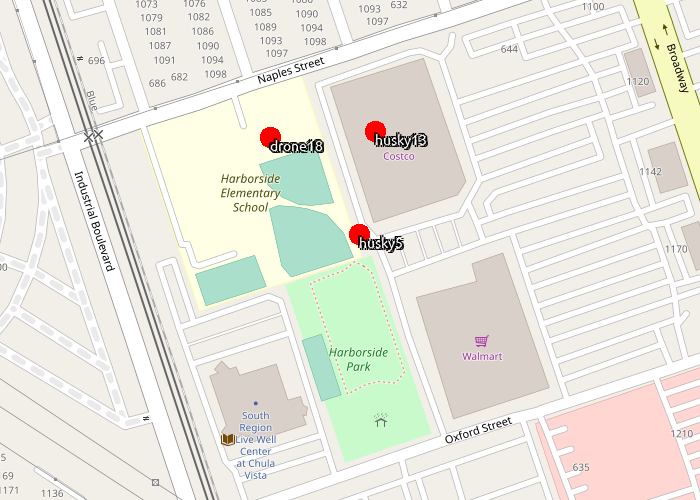 1073
1079
1081
1087
1091
1076
1082
1086
1090
1094
1098
1085
1089
1093
1097
1090
1094
1098
1093
1097
632
1100
644
696
686
682
Naples Street
Broadway
1120
1142
1170
Blue
Industrial Boulevard
drone18
husky13
Costco
Harborside
Elementary
School
husky5
Walmart
Harborside
Park
South
Region
Live Well
Center
at Chula
Vista
Oxford Street
635
1210
169
1171
1136